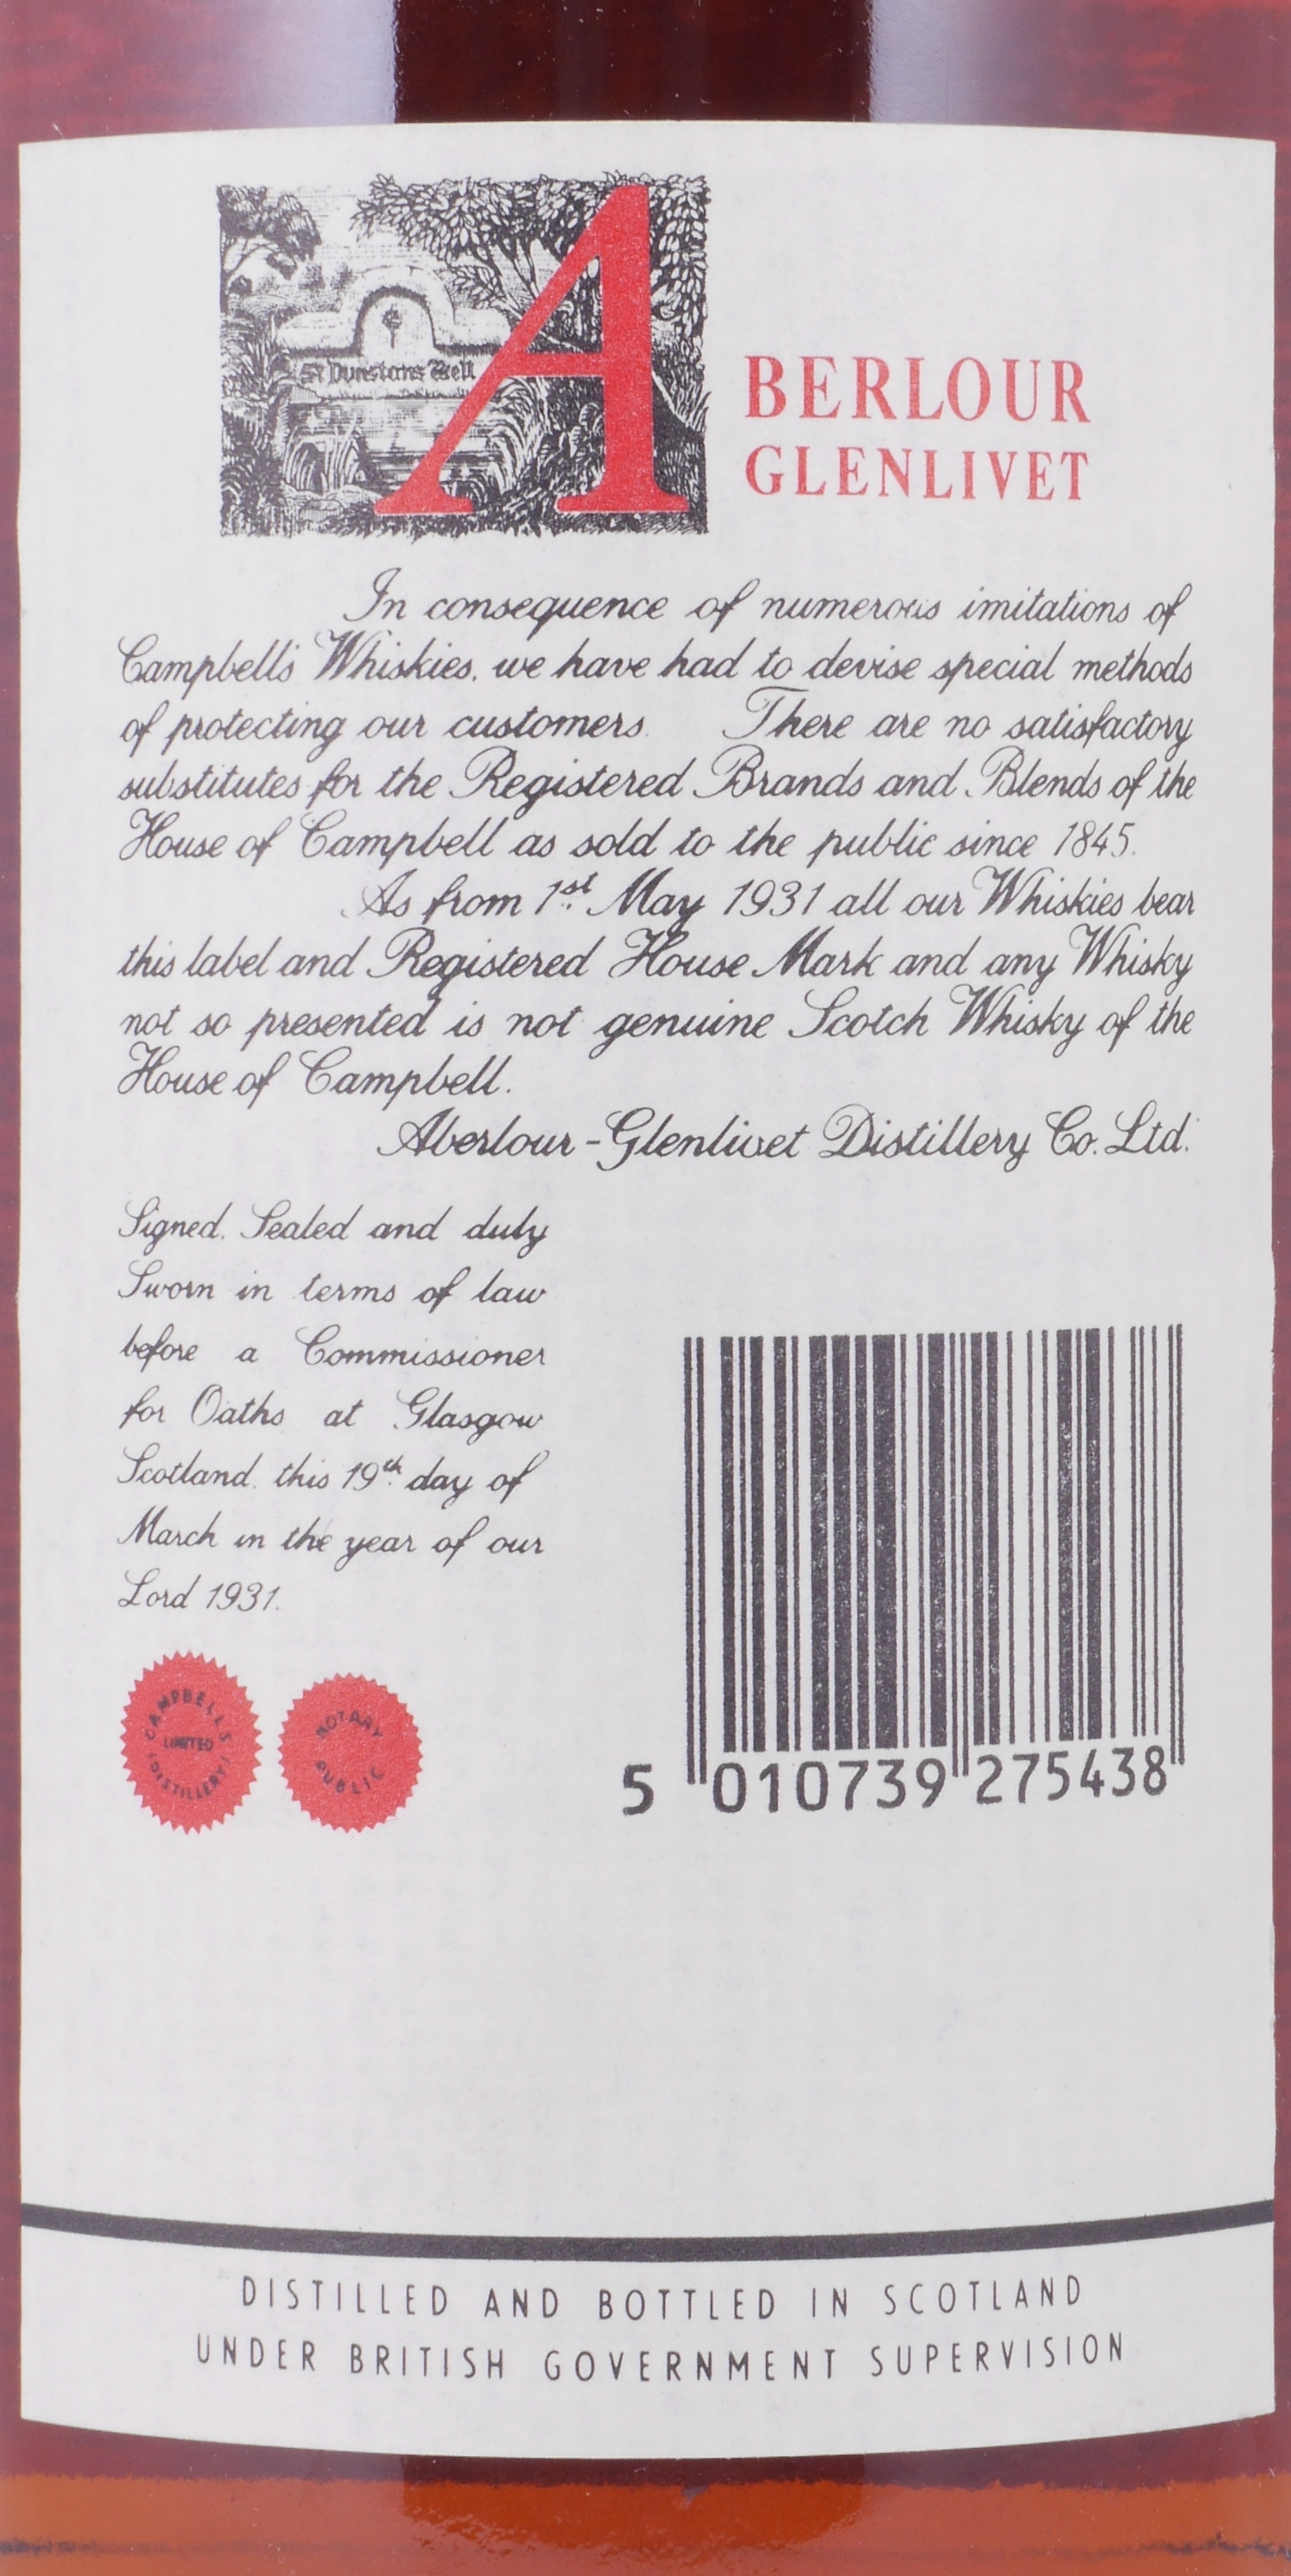 St Dunstans Well
ABERLOUR
GLENLIVET
In consequence of numerous imitations of
Campbell's Whiskies, we have had to devise special methods
of protecting our customers. There are no satisfactory
substitutes for the Registered Brands and Blends of the
House of Campbell as sold to the public since 1845.
As from 1st May 1931 all our Whiskies bear
this label and Registered House Mark and any Whisky
not so presented is not genuine Scotch Whisky of the
House of Campbell.
Aberlour-Glenlivet Distillery Co. Ltd.
Signed, Sealed and duly
Sworn in terms of law
before a Commissioner
for Oaths at Glasgow
Scotland, this 19th day of
March in the year of our
Lord 1931.
CAMPBELLS
LIMITED
(DISTILLERY)
NOTARY
PUBLIC
5 010739 275438
DISTILLED AND BOTTLED IN SCOTLAND
UNDER BRITISH GOVERNMENT SUPERVISION